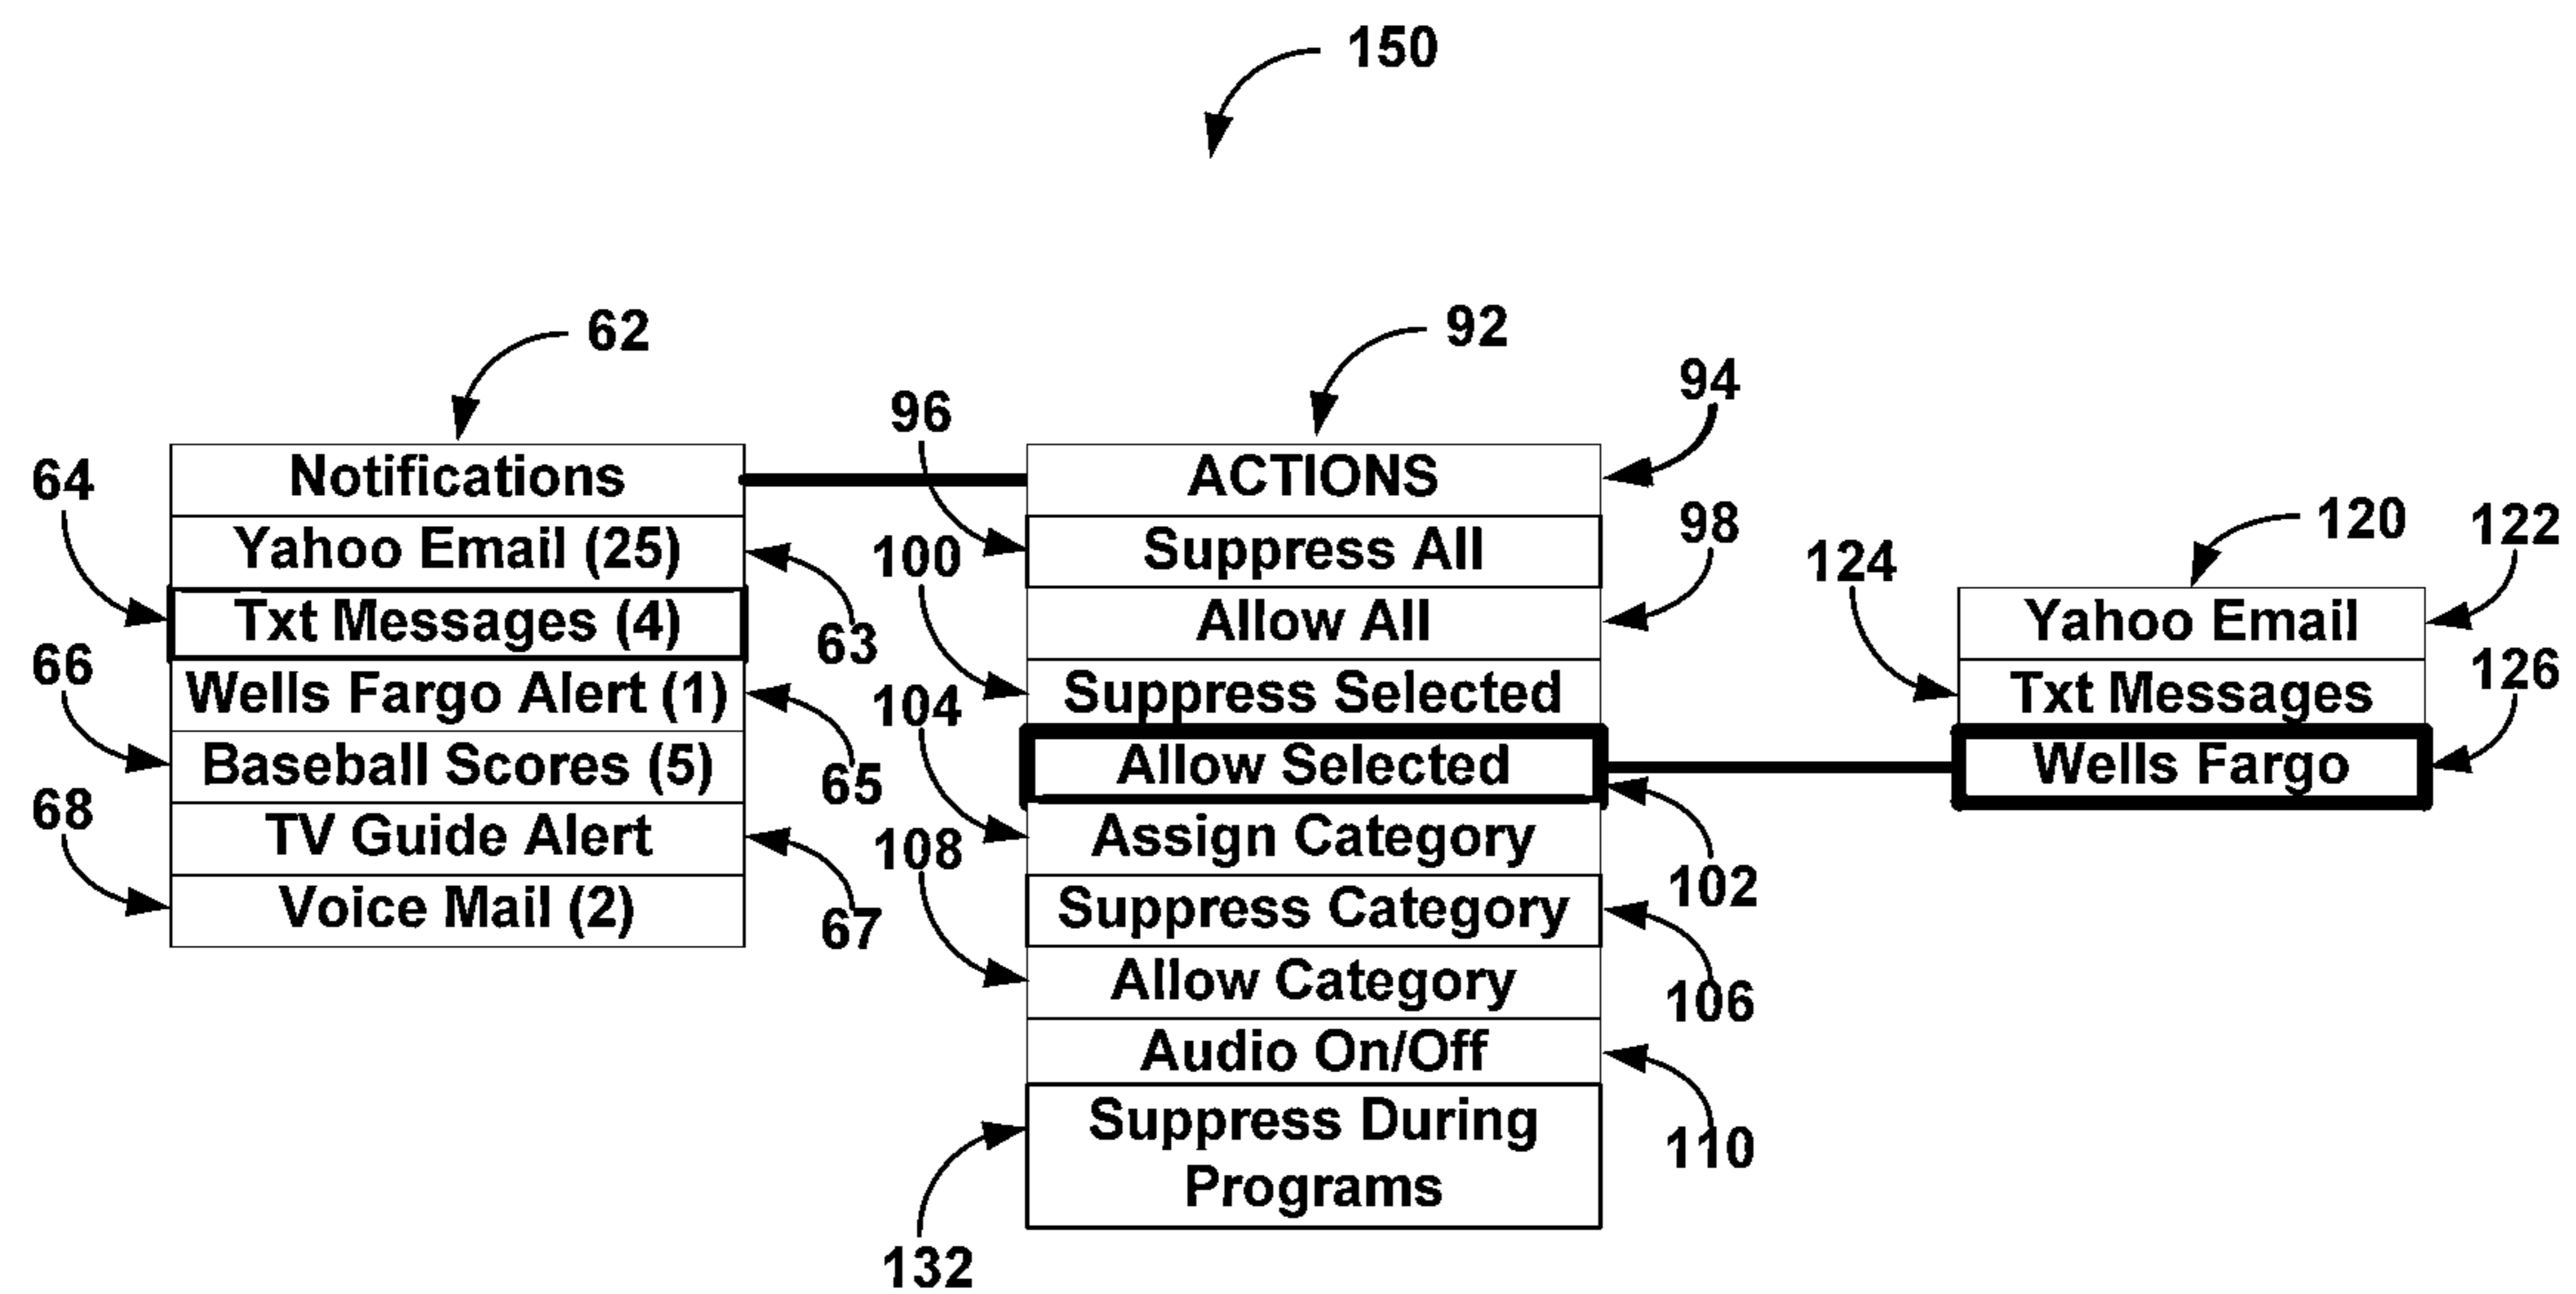 150
62
92
94
96
64
Notifications
ACTIONS
98
120
122
Yahoo Email (25)
100
Suppress All
124
Txt Messages (4)
63
Allow All
Yahoo Email
66
Wells Fargo Alert (1)
104
Suppress Selected
Txt Messages
126
Baseball Scores (5)
65
Allow Selected
Wells Fargo
68
TV Guide Alert
108
Assign Category
102
Voice Mail (2)
67
Suppress Category
Allow Category
106
Audio On/Off
110
Suppress During
Programs
132